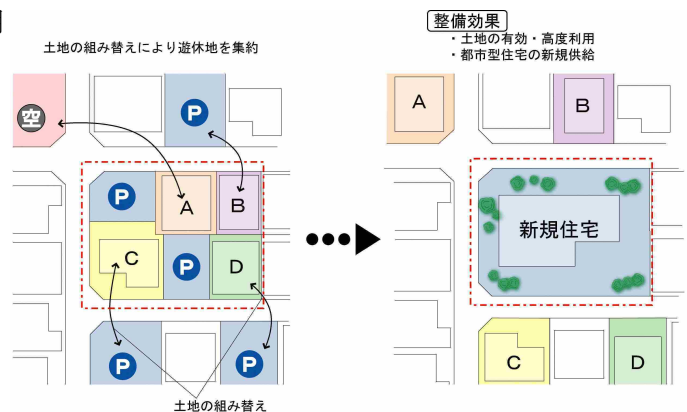 整備効果
土地の組み替えにより遊休地を集約
・土地の有効・高度利用
・都市型住宅の新規供給
空
P
A
B
P
A
B
C
P
D
新規住宅
P
P
C
D
土地の組み替え